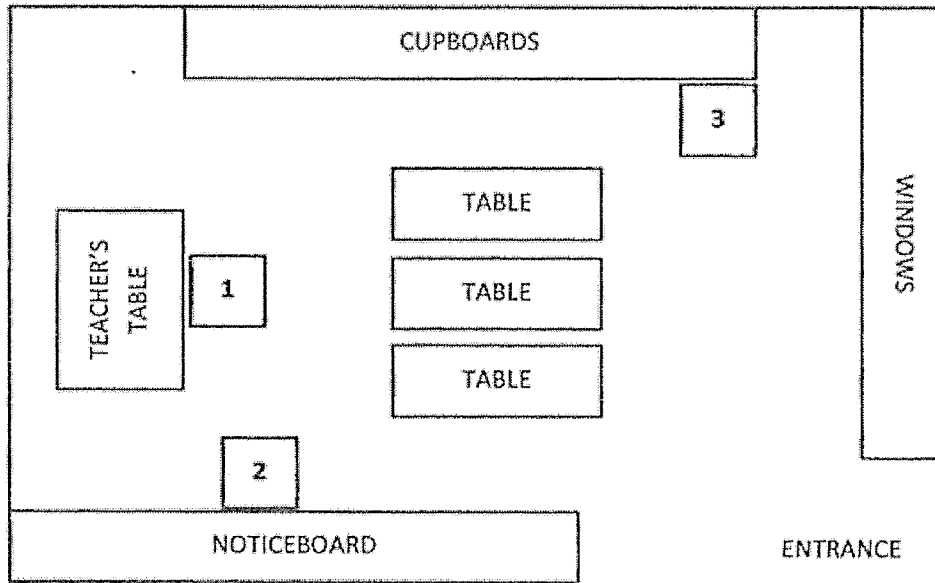 CUPBOARDS
3
TABLE
WINDOWS
TEACHER'S
TABLE
1
TABLE
TABLE
2
NOTICEBOARD
ENTRANCE